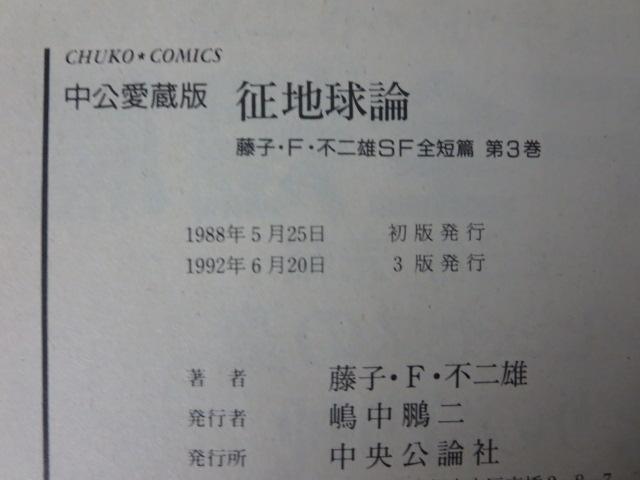 CHUKO★COMICS
中公愛蔵版 征地球論
藤子・F・不二雄SF全短篇 第3巻
1988年5月25日 初版発行
1992年6月20日 3版発行
著者 藤子・F・不二雄
発行者 嶋中鵬二
発行所 中央公論社